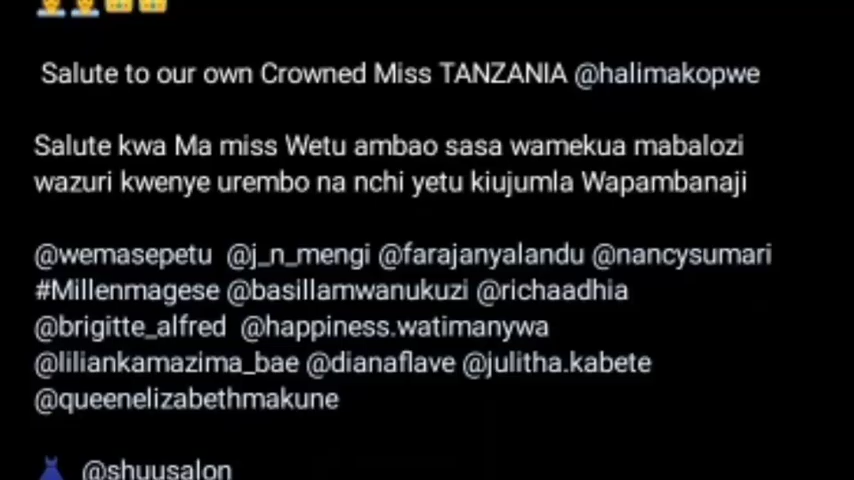 Salute to our own Crowned Miss TANZANIA @halimakopwe
Salute kwa Ma miss Wetu ambao sasa wamekua mabalozi
wazuri kwenye urembo na nchi yetu kiujumla Wapambanaji
@wemasepetu @j_n_mengi @farajanyalandu @nancysumari
#Millenmagese @basillamwanukuzi @richaadhia
@brigitte_alfred @happiness.watimanywa
@liliankamazima_bae @dianaflave @julitha.kabete
@queenelizabethmakune
@shuusalon